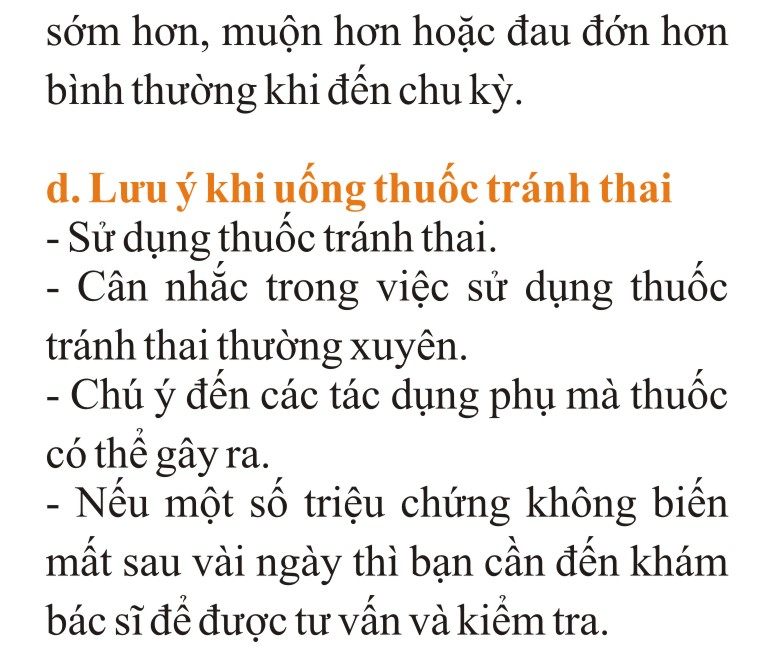 sớm hơn, muộn hơn hoặc đau đớn hơn
bình thường khi đến chu kỳ.
d. Lưu ý khi uống thuốc tránh thai
- Sử dụng thuốc tránh thai.
- Cân nhắc trong việc sử dụng thuốc
tránh thai thường xuyên.
- Chú ý đến các tác dụng phụ mà thuốc
có thể gây ra.
- Nếu một số triệu chứng không biến
mất sau vài ngày thì bạn cần đến khám
bác sĩ để được tư vấn và kiểm tra.